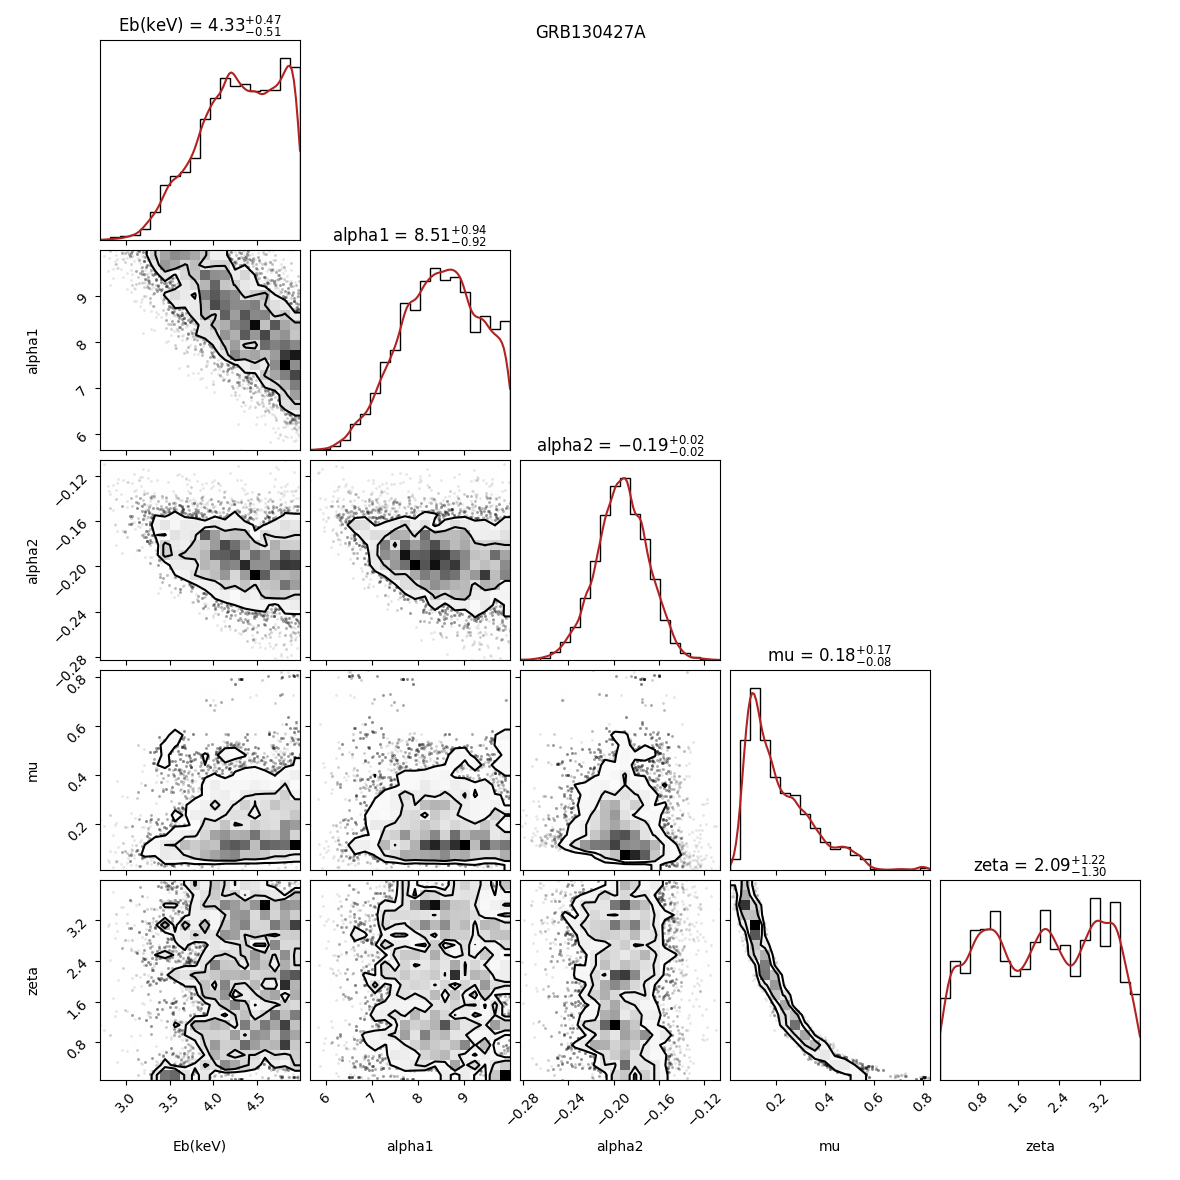 GRB130427A
Eb(keV) = 4.33+0.47 −0.51
alpha1 = 8.51+0.94 −0.92
alpha1
9
8
7
6
alpha2 = −0.19+0.02 −0.02
alpha2
−0.12
−0.16
−0.20
−0.24
−0.28
mu = 0.18+0.17 −0.08
mu
0.8
0.6
0.4
0.2
zeta = 2.09+1.22 −1.30
zeta
3.2
2.4
1.6
0.8
3.0 3.5 4.0 4.5 6 7 8 9 −0.28 −0.24 −0.20 −0.16 −0.12 0.2 0.4 0.6 0.8 0.8 1.6 2.4 3.2
Eb(keV) alpha1 alpha2 mu zeta